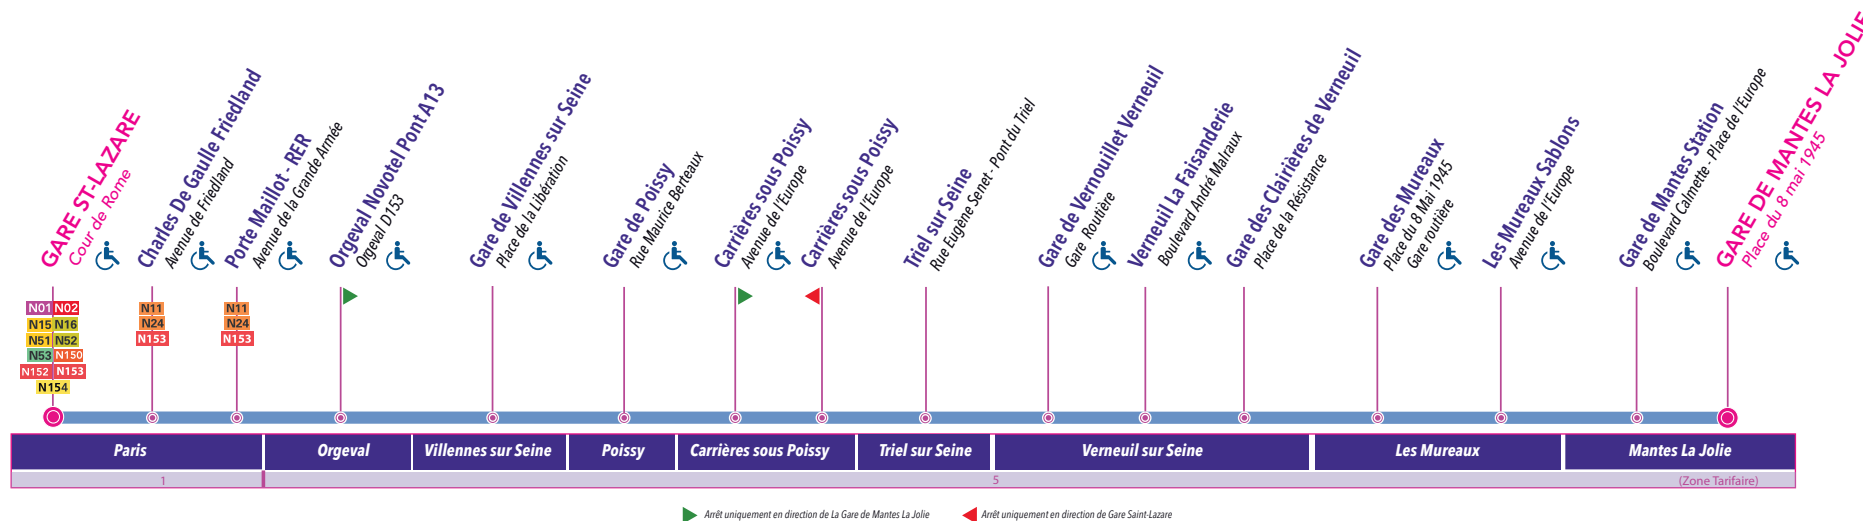 GARE ST-LAZARE
Cour de Rome
Charles De Gaulle Friedland
Avenue de Friedland
Porte Maillot - RER
Avenue de la Grande Armée
Orgeval Novotel Pont A13
Orgeval D153
Gare de Villennes sur Seine
Place de la Libération
Gare de Poissy
Rue Maurice Berteaux
Carrières sous Poissy
Avenue de l'Europe
Carrières sous Poissy
Avenue de l'Europe
Triel sur Seine
Rue Eugène Senet - Pont du Triel
Gare de Vernouillet Verneuil
Gare Routière
Verneuil La Faisanderie
Boulevard André Malraux
Gare des Clairières de Verneuil
Place de la Résistance
Gare des Mureaux
Place du 8 Mai 1945
Gare routière
Les Mureaux Sablons
Avenue de l'Europe
Gare de Mantes Station
Boulevard Calmette - Place de l'Europe
GARE DE MANTES LA JOLIE
Place du 8 mai 1945
N01 N02
N15 N16
N51 N52
N53 N150
N152 N153
N154
N11
N24
N153
N11
N24
N153
Paris
Orgeval
Villennes sur Seine
Poissy
Carrières sous Poissy
Triel sur Seine
Verneuil sur Seine
Les Mureaux
Mantes La Jolie
1
5
(Zone Tarifaire)
Arrêt uniquement en direction de La Gare de Mantes La Jolie
Arrêt uniquement en direction de Gare Saint-Lazare